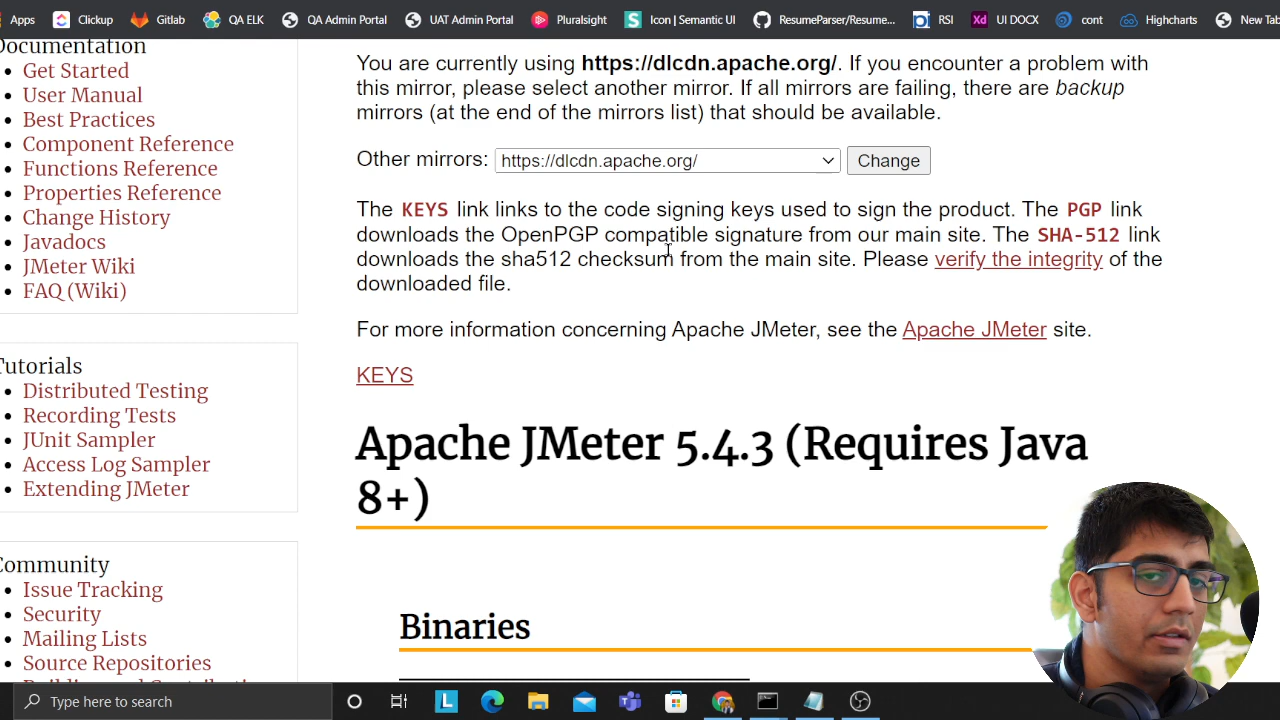 Apps Clickup Gitlab QA ELK QA Admin Portal UAT Admin Portal Pluralsight Icon | Semantic UI ResumeParser/Resume... RSI UI DOCX cont Highcharts New Tab
Documentation
Get Started
User Manual
Best Practices
Component Reference
Functions Reference
Properties Reference
Change History
Javadocs
JMeter Wiki
FAQ (Wiki)
Tutorials
Distributed Testing
Recording Tests
JUnit Sampler
Access Log Sampler
Extending JMeter
Community
Issue Tracking
Security
Mailing Lists
Source Repositories
You are currently using https://dlcdn.apache.org/. If you encounter a problem with
this mirror, please select another mirror. If all mirrors are failing, there are backup
mirrors (at the end of the mirrors list) that should be available.
Other mirrors: https://dlcdn.apache.org/ Change
The KEYS link links to the code signing keys used to sign the product. The PGP link
downloads the OpenPGP compatible signature from our main site. The SHA-512 link
downloads the sha512 checksum from the main site. Please verify the integrity of the
downloaded file.
For more information concerning Apache JMeter, see the Apache JMeter site.
KEYS
Apache JMeter 5.4.3 (Requires Java
8+)
Binaries
Type here to search